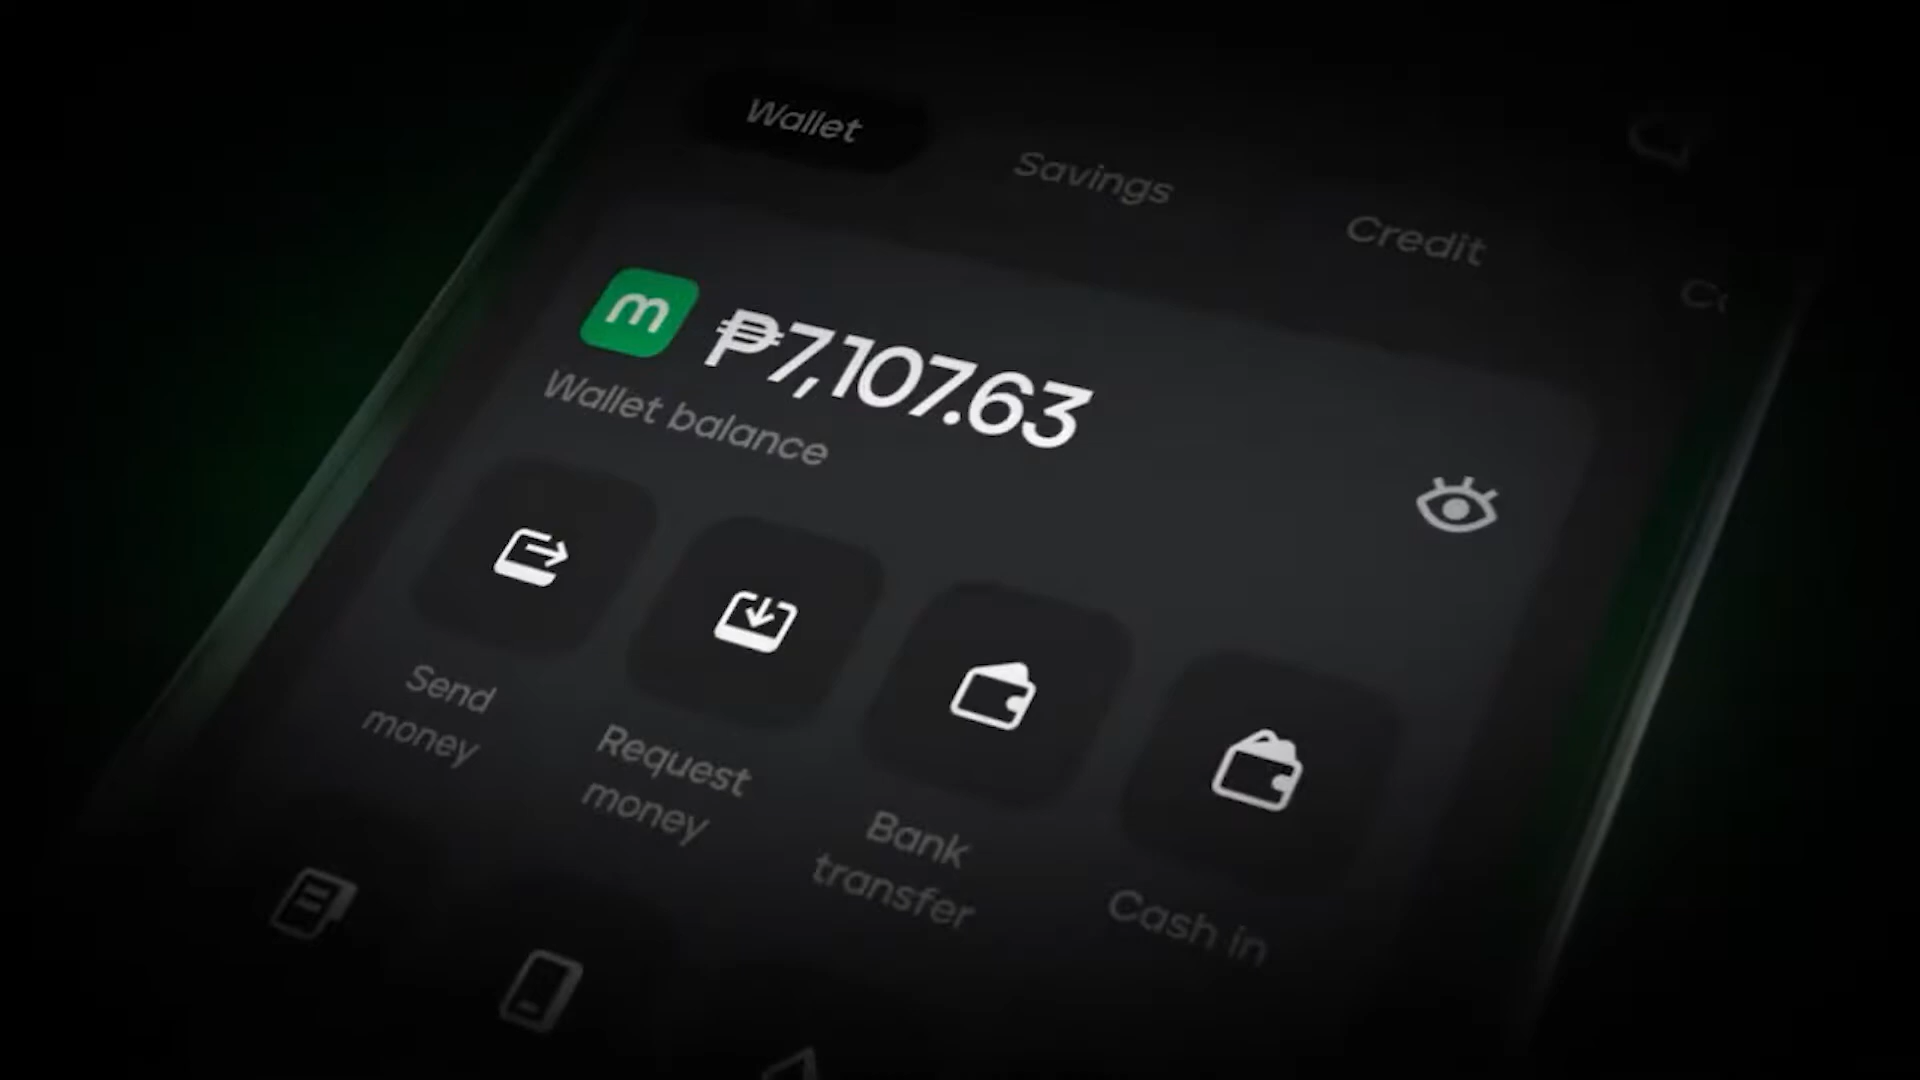 Wallet
Savings
Credit
m
₱7,107.63
Wallet balance
Send
money
Request
money
Bank
transfer
Cash in